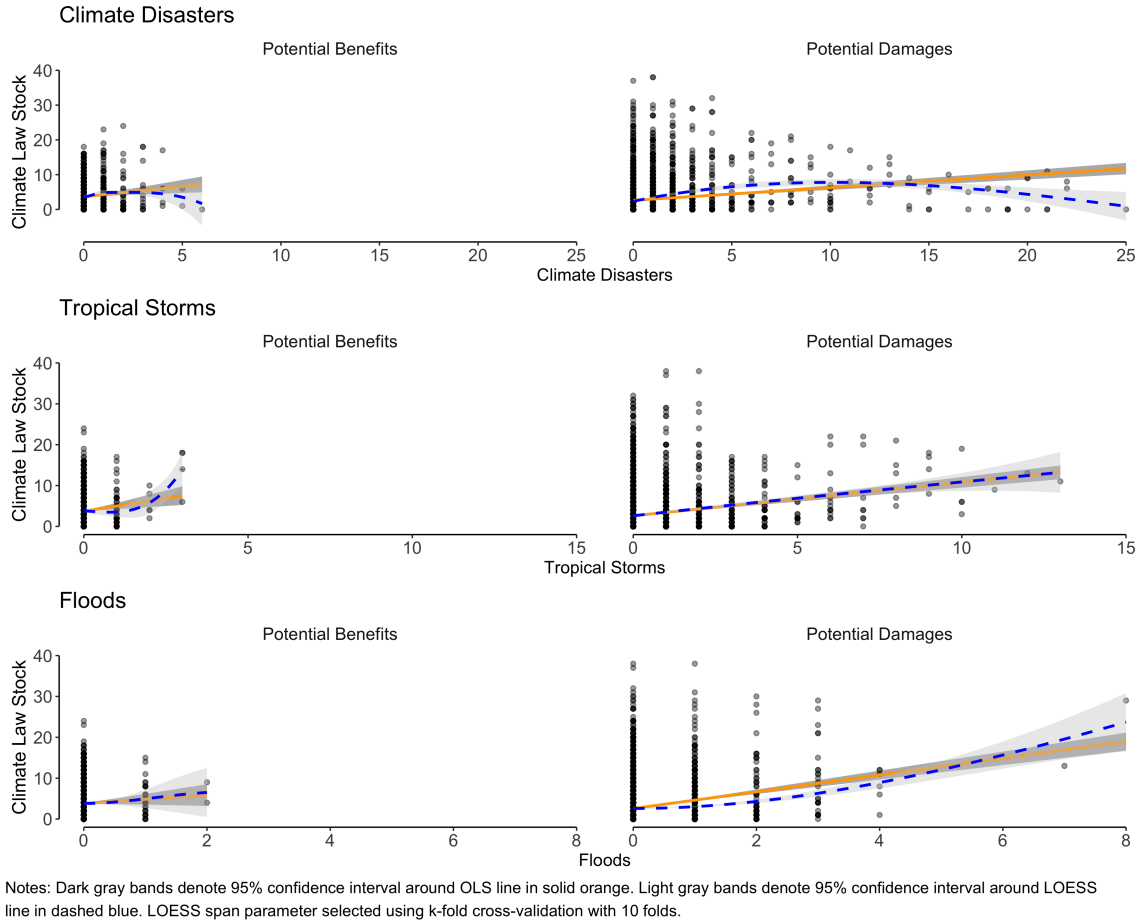 Climate Disasters
Potential Benefits
Potential Damages
Climate Law Stock
40
30
20
10
0
0 5 10 15 20 25
0 5 10 15 20 25
Climate Disasters
Tropical Storms
Potential Benefits
Potential Damages
Climate Law Stock
40
30
20
10
0
0 5 10 15
0 5 10 15
Tropical Storms
Floods
Potential Benefits
Potential Damages
Climate Law Stock
40
30
20
10
0
0 2 4 6 8
0 2 4 6 8
Floods
Notes: Dark gray bands denote 95% confidence interval around OLS line in solid orange. Light gray bands denote 95% confidence interval around LOESS
line in dashed blue. LOESS span parameter selected using k-fold cross-validation with 10 folds.